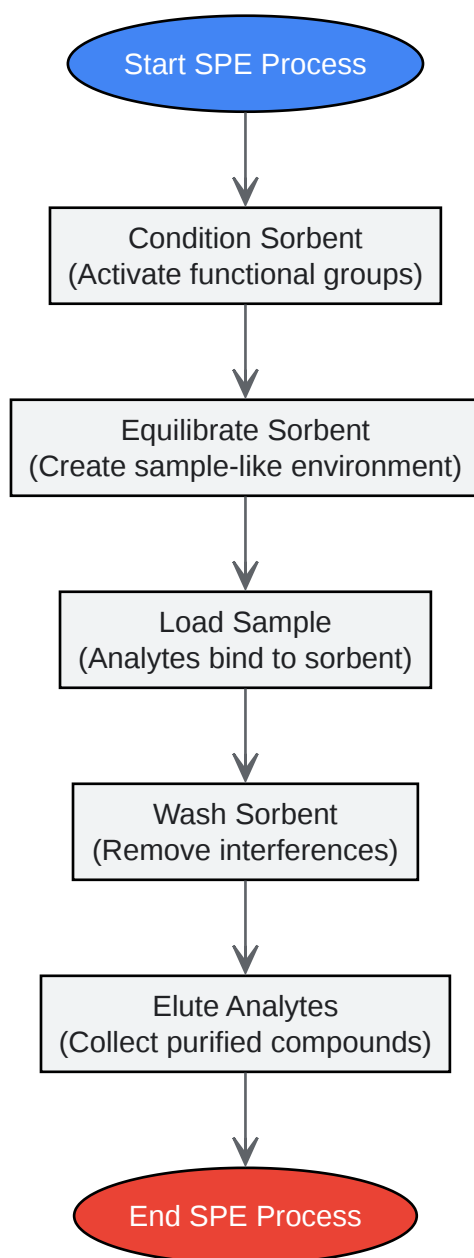 Start SPE Process
Condition Sorbent
(Activate functional groups)
Equilibrate Sorbent
(Create sample-like environment)
Load Sample
(Analytes bind to sorbent)
Wash Sorbent
(Remove interferences)
Elute Analytes
(Collect purified compounds)
End SPE Process